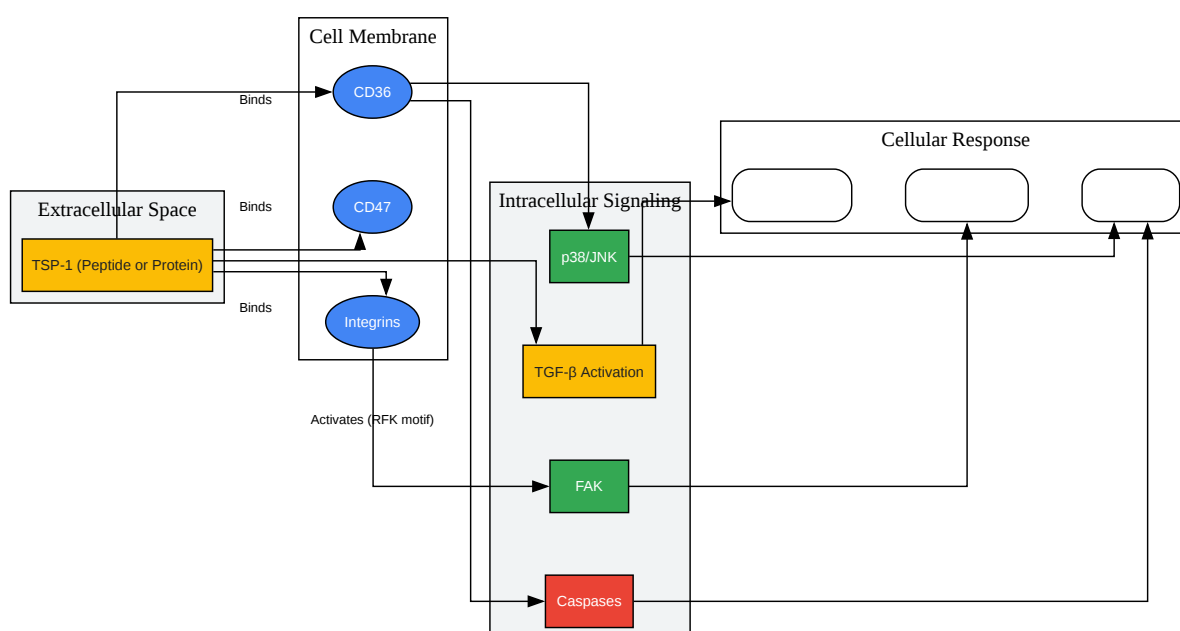 Cell Membrane
CD36
Binds
Cellular Response
CD47
Binds
Extracellular Space
Intracellular Signaling
TSP-1 (Peptide or Protein)
p38/JNK
Binds
Integrins
TGF-β Activation
Activates (RFK motif)
FAK
Caspases